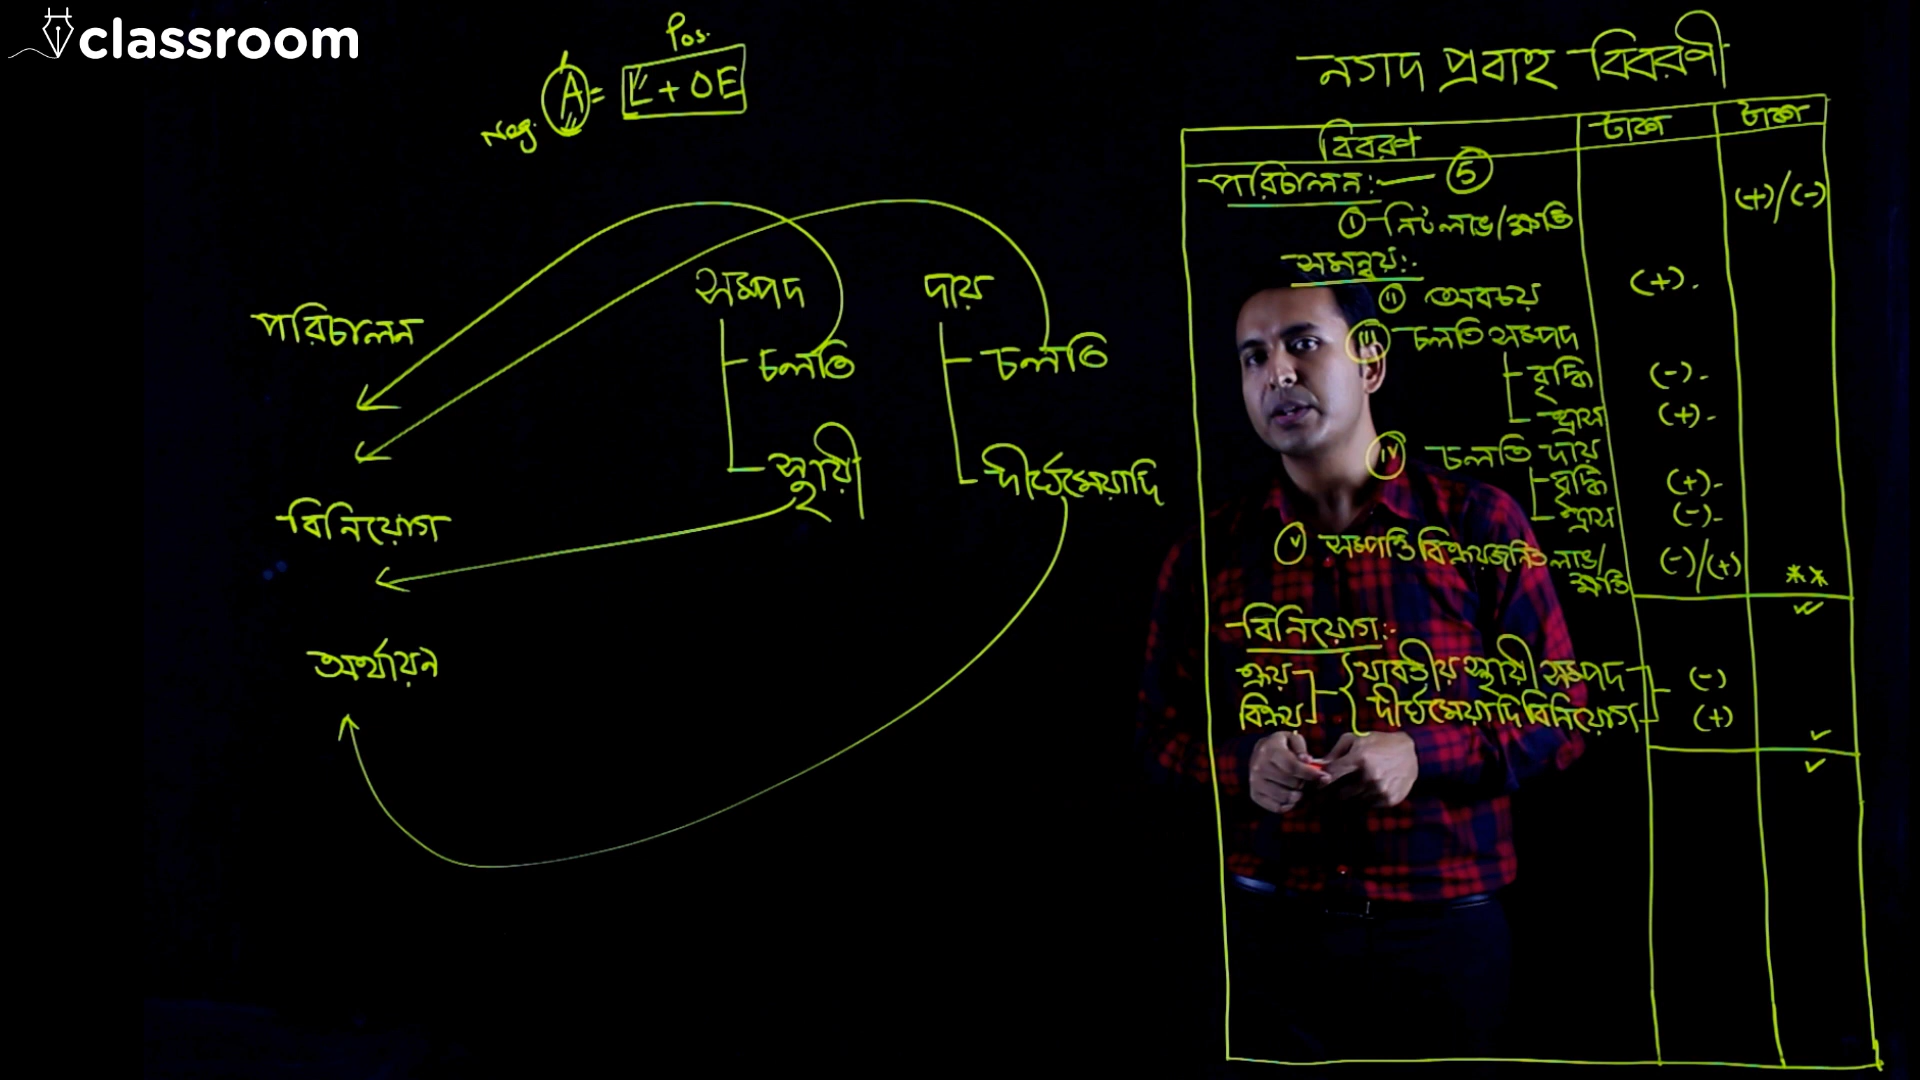 classroom
Pos.
A = L + OE
Neg.
সম্পদ
দায়
পরিচালন
চলতি
চলতি
স্থায়ী
দীর্ঘমেয়াদি
বিনিয়োগ
অর্থায়ন
নগদ প্রবাহ বিবরণী
বিবরণ
টাকা
টাকা
পরিচালন:- 5
(+)/(-)
i নিট লাভ/ক্ষতি
সমন্বয়:-
ii অবচয় (+).
iii চলতি সম্পদ
বৃদ্ধি (-)-
হ্রাস (+)-
iv চলতি দায়
বৃদ্ধি (+)-
হ্রাস (-)-
v সম্পত্তি বিক্রয়জনিত লাভ/ (-)/(+)
ক্ষতি **
বিনিয়োগ:-
ক্রয় যাবতীয় স্থায়ী সম্পদ (-)
বিক্রয় দীর্ঘমেয়াদি বিনিয়োগ (+)